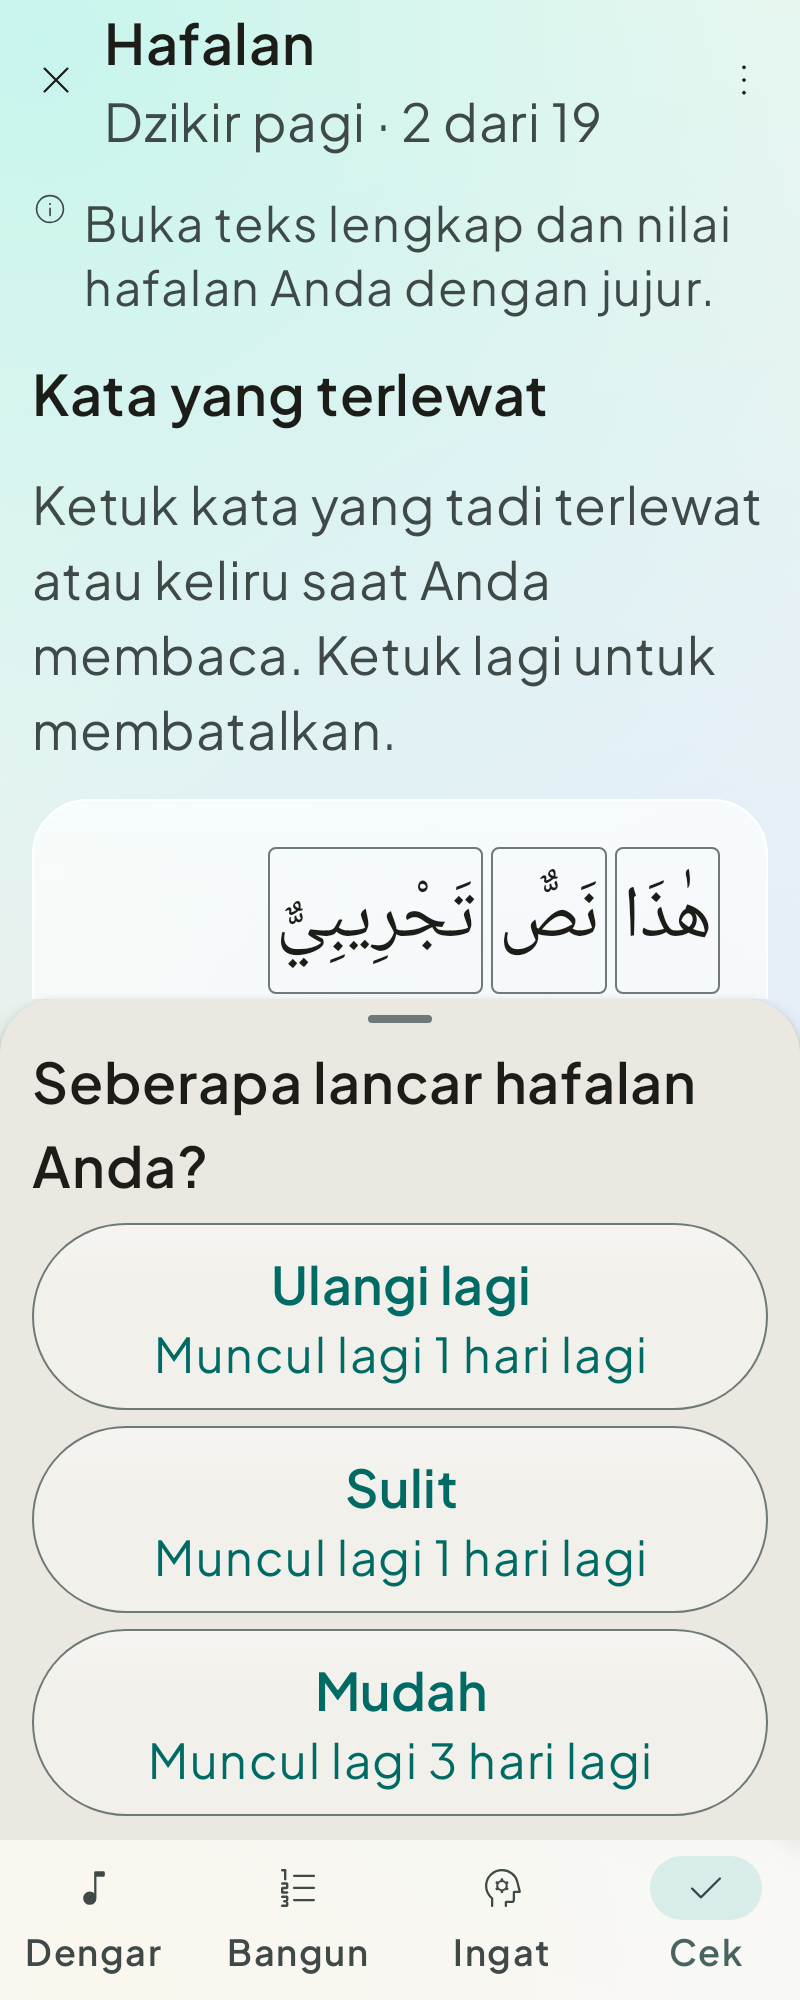 Hafalan
Dzikir pagi · 2 dari 19
Buka teks lengkap dan nilai
hafalan Anda dengan jujur.
Kata yang terlewat
Ketuk kata yang tadi terlewat
atau keliru saat Anda
membaca. Ketuk lagi untuk
membatalkan.
هٰذَا نَصٌّ تَجْرِيبِيٌّ
Seberapa lancar hafalan
Anda?
Ulangi lagi
Muncul lagi 1 hari lagi
Sulit
Muncul lagi 1 hari lagi
Mudah
Muncul lagi 3 hari lagi
Dengar Bangun Ingat Cek